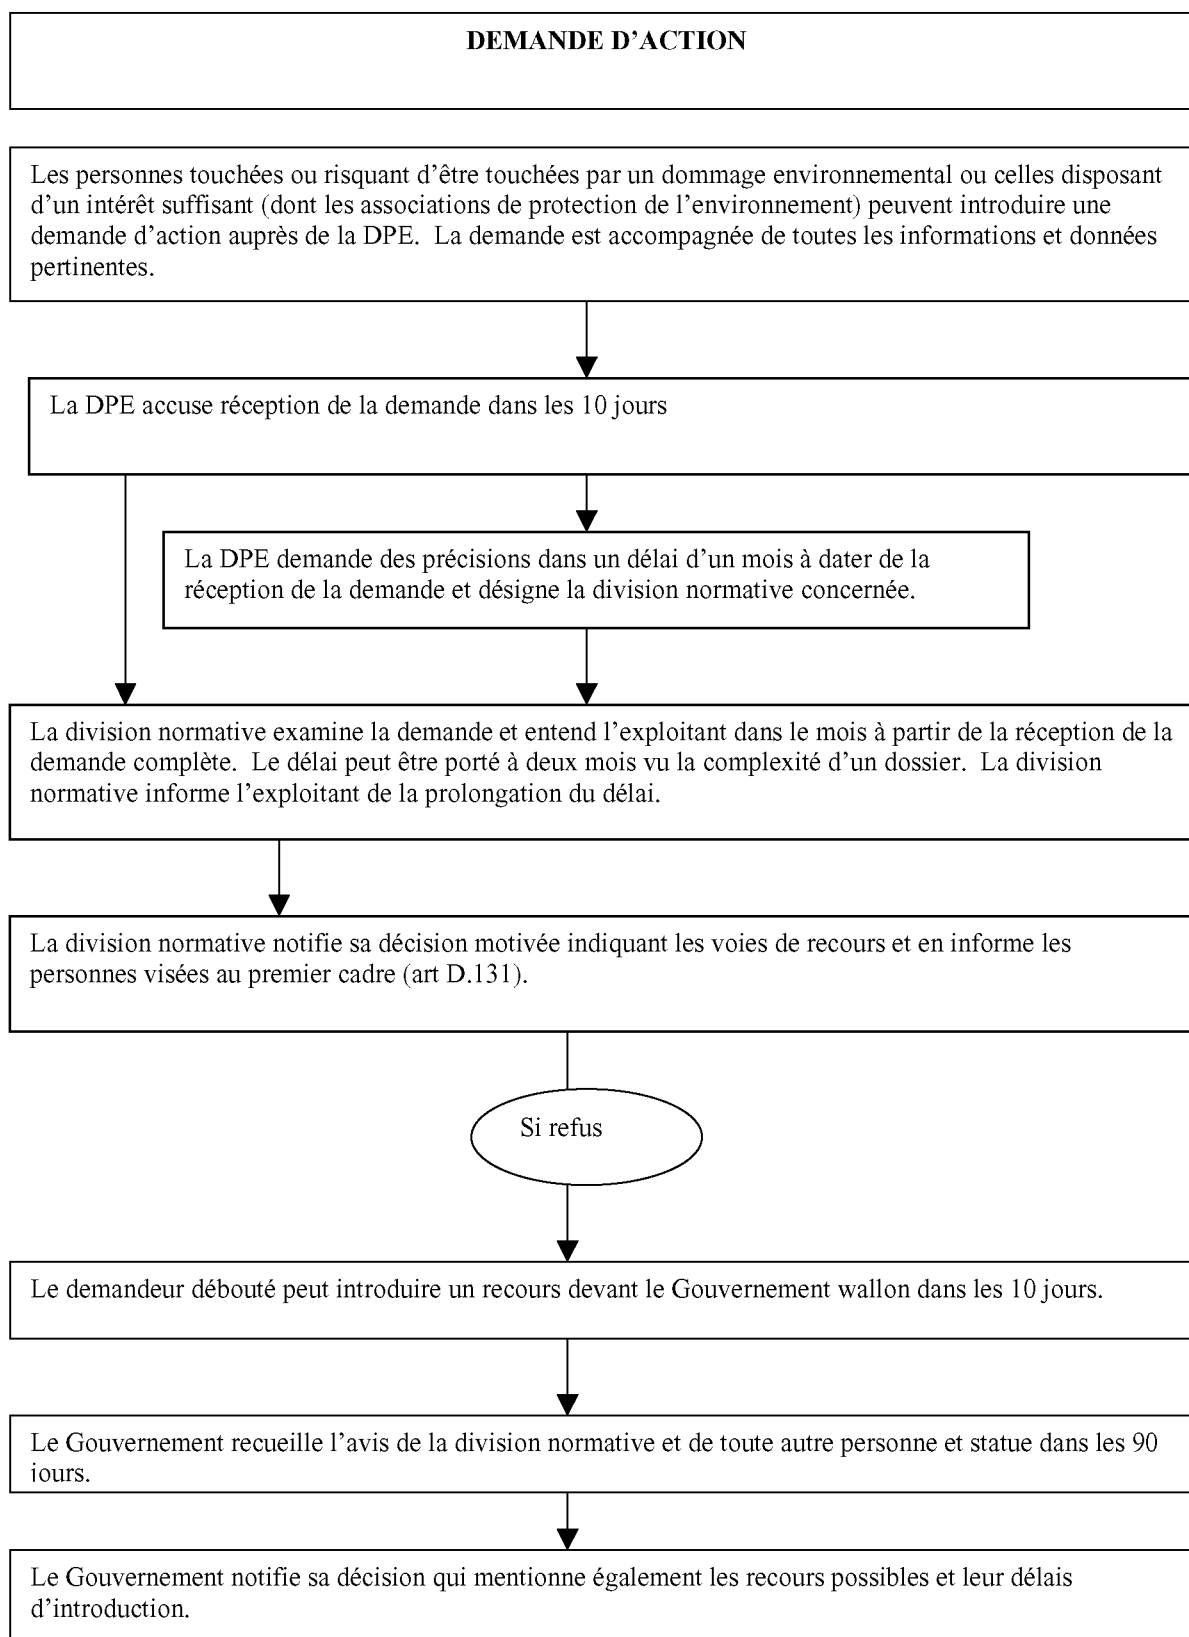 DEMANDE D’ACTION
Les personnes touchées ou risquant d’être touchées par un dommage environnemental ou celles disposant
d’un intérêt suffisant (dont les associations de protection de l’environnement) peuvent introduire une
demande d’action auprès de la DPE.  La demande est accompagnée de toutes les informations et données
pertinentes.
La DPE accuse réception de la demande dans les 10 jours
La DPE demande des précisions dans un délai d’un mois à dater de la
réception de la demande et désigne la division normative concernée.
La division normative examine la demande et entend l’exploitant dans le mois à partir de la réception de la
demande complète.  Le délai peut être porté à deux mois vu la complexité d’un dossier.  La division
normative informe l’exploitant de la prolongation du délai.
La division normative notifie sa décision motivée indiquant les voies de recours et en informe les
personnes visées au premier cadre (art D.131).
Si refus
Le demandeur débouté peut introduire un recours devant le Gouvernement wallon dans les 10 jours.
Le Gouvernement recueille l’avis de la division normative et de toute autre personne et statue dans les 90
jours.
Le Gouvernement notifie sa décision qui mentionne également les recours possibles et leur délais
d’introduction.